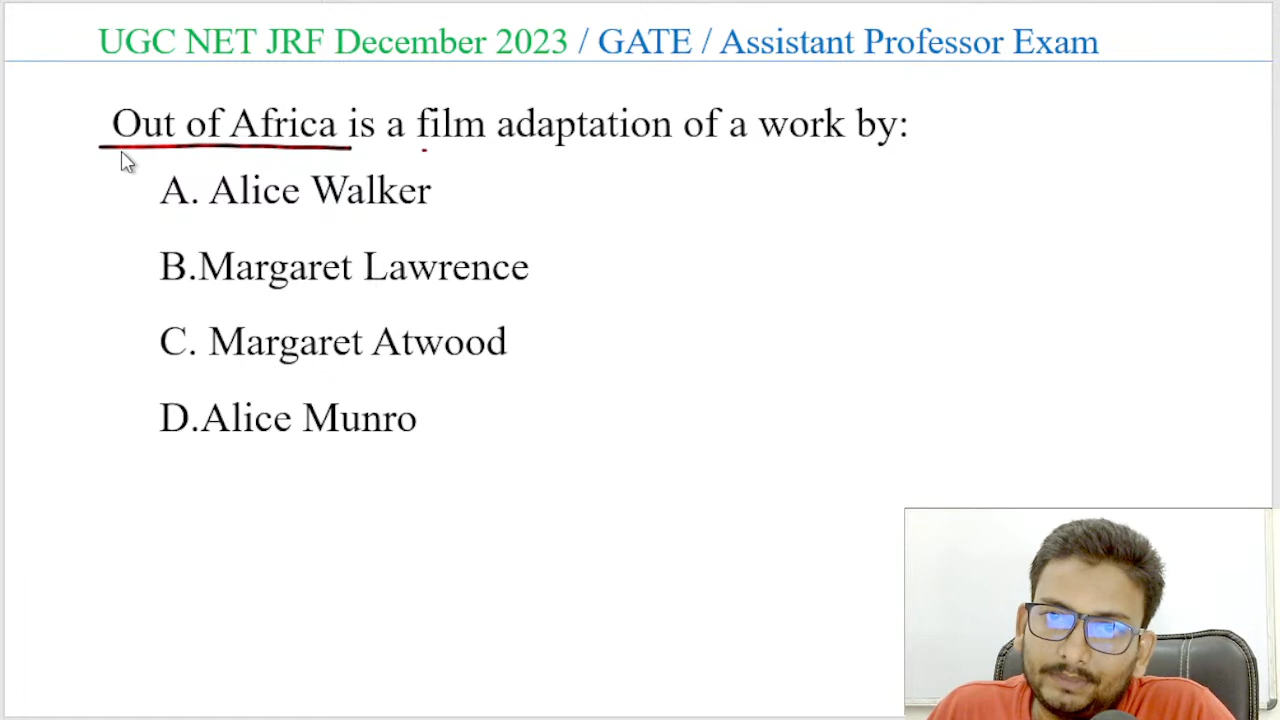 UGC NET JRF December 2023 / GATE / Assistant Professor Exam
Out of Africa is a film adaptation of a work by:
A. Alice Walker
B.Margaret Lawrence
C. Margaret Atwood
D.Alice Munro